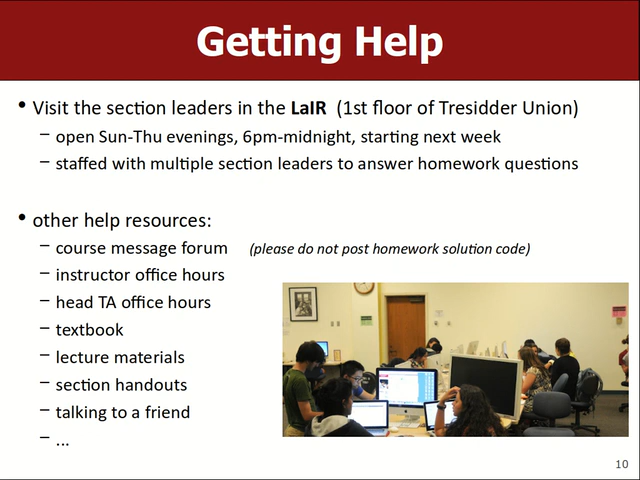 Getting Help
• Visit the section leaders in the LaIR (1st floor of Tresidder Union)
– open Sun-Thu evenings, 6pm-midnight, starting next week
– staffed with multiple section leaders to answer homework questions
• other help resources:
– course message forum (please do not post homework solution code)
– instructor office hours
– head TA office hours
– textbook
– lecture materials
– section handouts
– talking to a friend
– ...
10